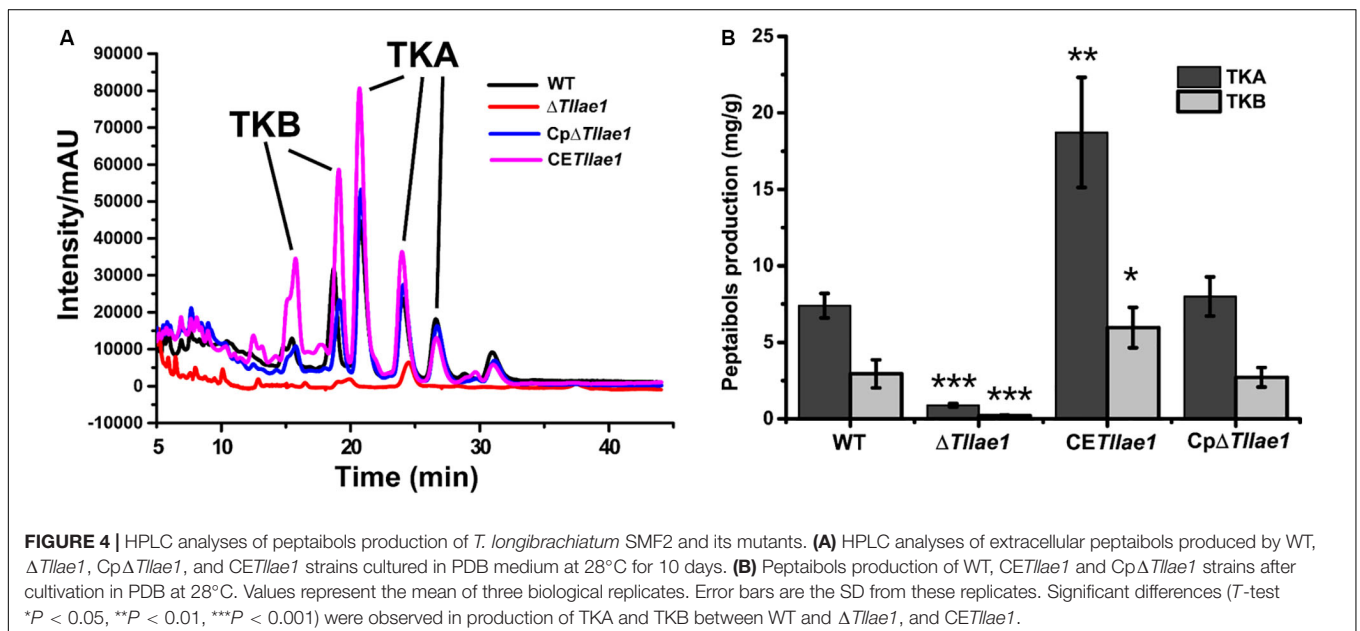 A
90000
80000
70000
60000
50000
40000
30000
20000
10000
0
-10000
Intensity/mAU
5
10
20
30
40
Time (min)
TKB
TKA
WT
ΔTllae1
CpΔTllae1
CETllae1
B
25
20
15
10
5
0
Peptaibols production (mg/g)
***
***
**
*
TKA
TKB
WT
ΔTllae1
CETllae1
CpΔTllae1
FIGURE 4 | HPLC analyses of peptaibols production of T. longibrachiatum SMF2 and its mutants. (A) HPLC analyses of extracellular peptaibols produced by WT,
ΔTllae1, CpΔTllae1, and CETllae1 strains cultured in PDB medium at 28°C for 10 days. (B) Peptaibols production of WT, CETllae1 and CpΔTllae1 strains after
cultivation in PDB at 28°C. Values represent the mean of three biological replicates. Error bars are the SD from these replicates. Significant differences (T-test
*P < 0.05, **P < 0.01, ***P < 0.001) were observed in production of TKA and TKB between WT and ΔTllae1, and CETllae1.